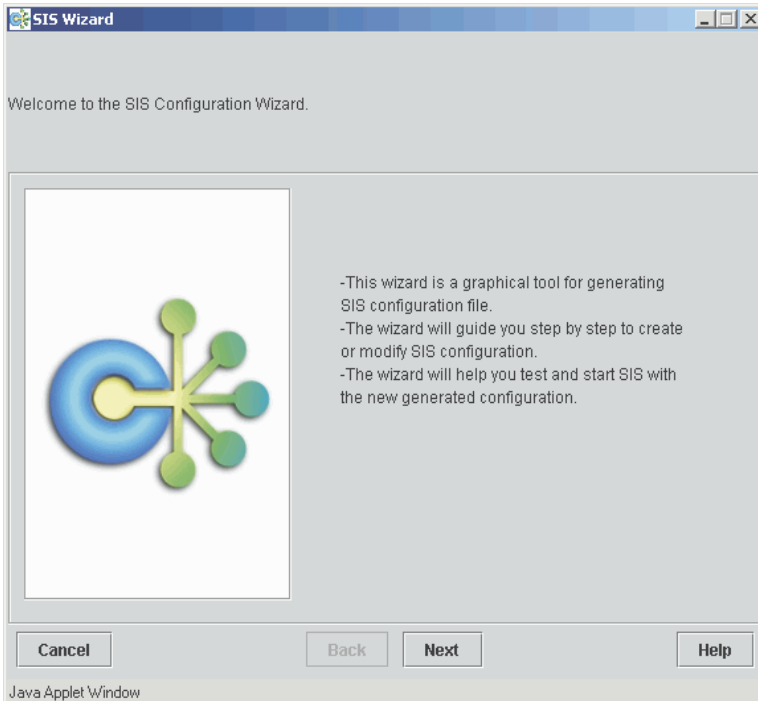 SIS Wizard
Welcome to the SIS Configuration Wizard.
-This wizard is a graphical tool for generating
SIS configuration file.
-The wizard will guide you step by step to create
or modify SIS configuration.
-The wizard will help you test and start SIS with
the new generated configuration.
Cancel
Back
Next
Help
Java Applet Window